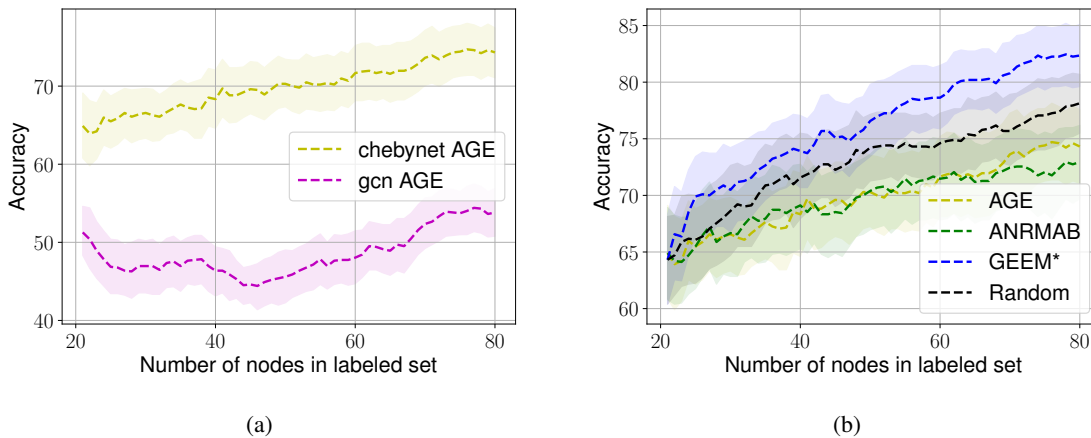 Accuracy
70
60
50
40
chebynet AGE
gcn AGE
20
40
60
80
Number of nodes in labeled set
(a)
Accuracy
85
80
75
70
65
60
AGE
ANRMAB
GEEM*
Random
20
40
60
80
Number of nodes in labeled set
(b)